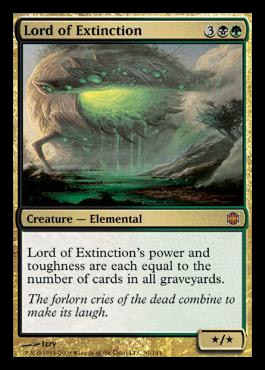 Lord of Extinction 3
Creature — Elemental
Lord of Extinction's power and
toughness are each equal to the
number of cards in all graveyards.
The forlorn cries of the dead combine to
make its laugh.
Izzy
*/*